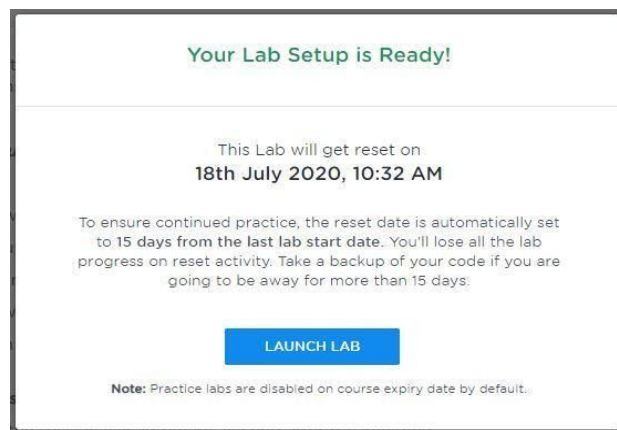 Your Lab Setup is Ready!
This Lab will get reset on
18th July 2020, 10:32 AM
To ensure continued practice, the reset date is automatically set
to 15 days from the last lab start date. You'll lose all the lab
progress on reset activity. Take a backup of your code if you are
going to be away for more than 15 days.
LAUNCH LAB
Note: Practice labs are disabled on course expiry date by default.